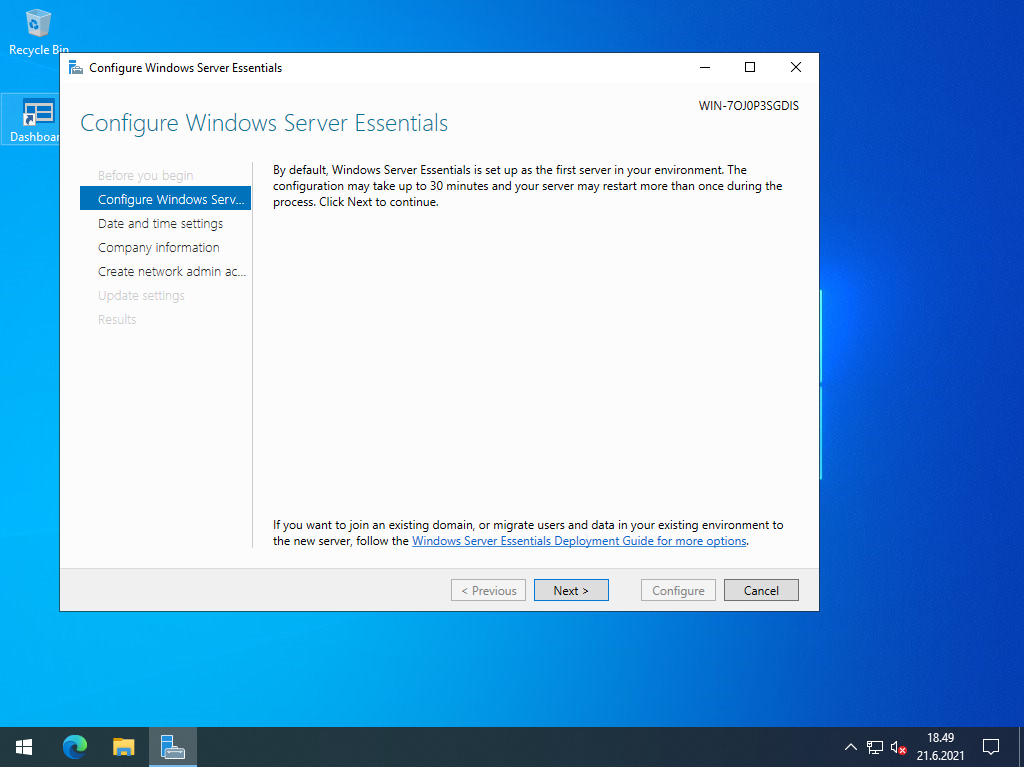 Recycle Bin
Dashboar
Configure Windows Server Essentials
WIN-7OJ0P3SGDIS
Configure Windows Server Essentials
Before you begin
Configure Windows Serv...
Date and time settings
Company information
Create network admin ac...
Update settings
Results
By default, Windows Server Essentials is set up as the first server in your environment. The
configuration may take up to 30 minutes and your server may restart more than once during the
process. Click Next to continue.
If you want to join an existing domain, or migrate users and data in your existing environment to
the new server, follow the Windows Server Essentials Deployment Guide for more options.
< Previous
Next >
Configure
Cancel
18.49
21.6.2021